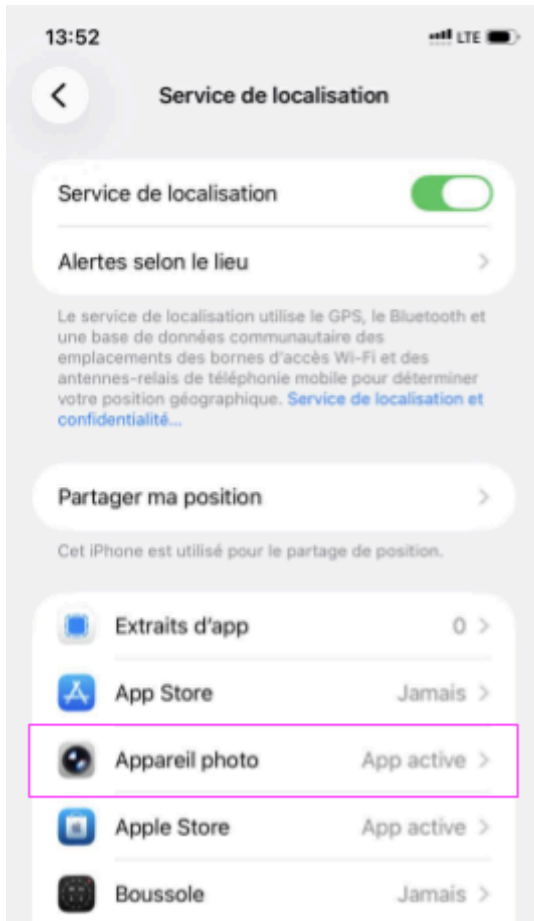 13:52
LTE
Service de localisation
Service de localisation
Alertes selon le lieu
Le service de localisation utilise le GPS, le Bluetooth et
une base de données communautaire des
emplacements des bornes d'accès Wi-Fi et des
antennes-relais de téléphonie mobile pour déterminer
votre position géographique. Service de localisation et
confidentialité...
Partager ma position
Cet iPhone est utilisé pour le partage de position.
Extraits d'app 0
App Store Jamais
Appareil photo App active
Apple Store App active
Boussole Jamais